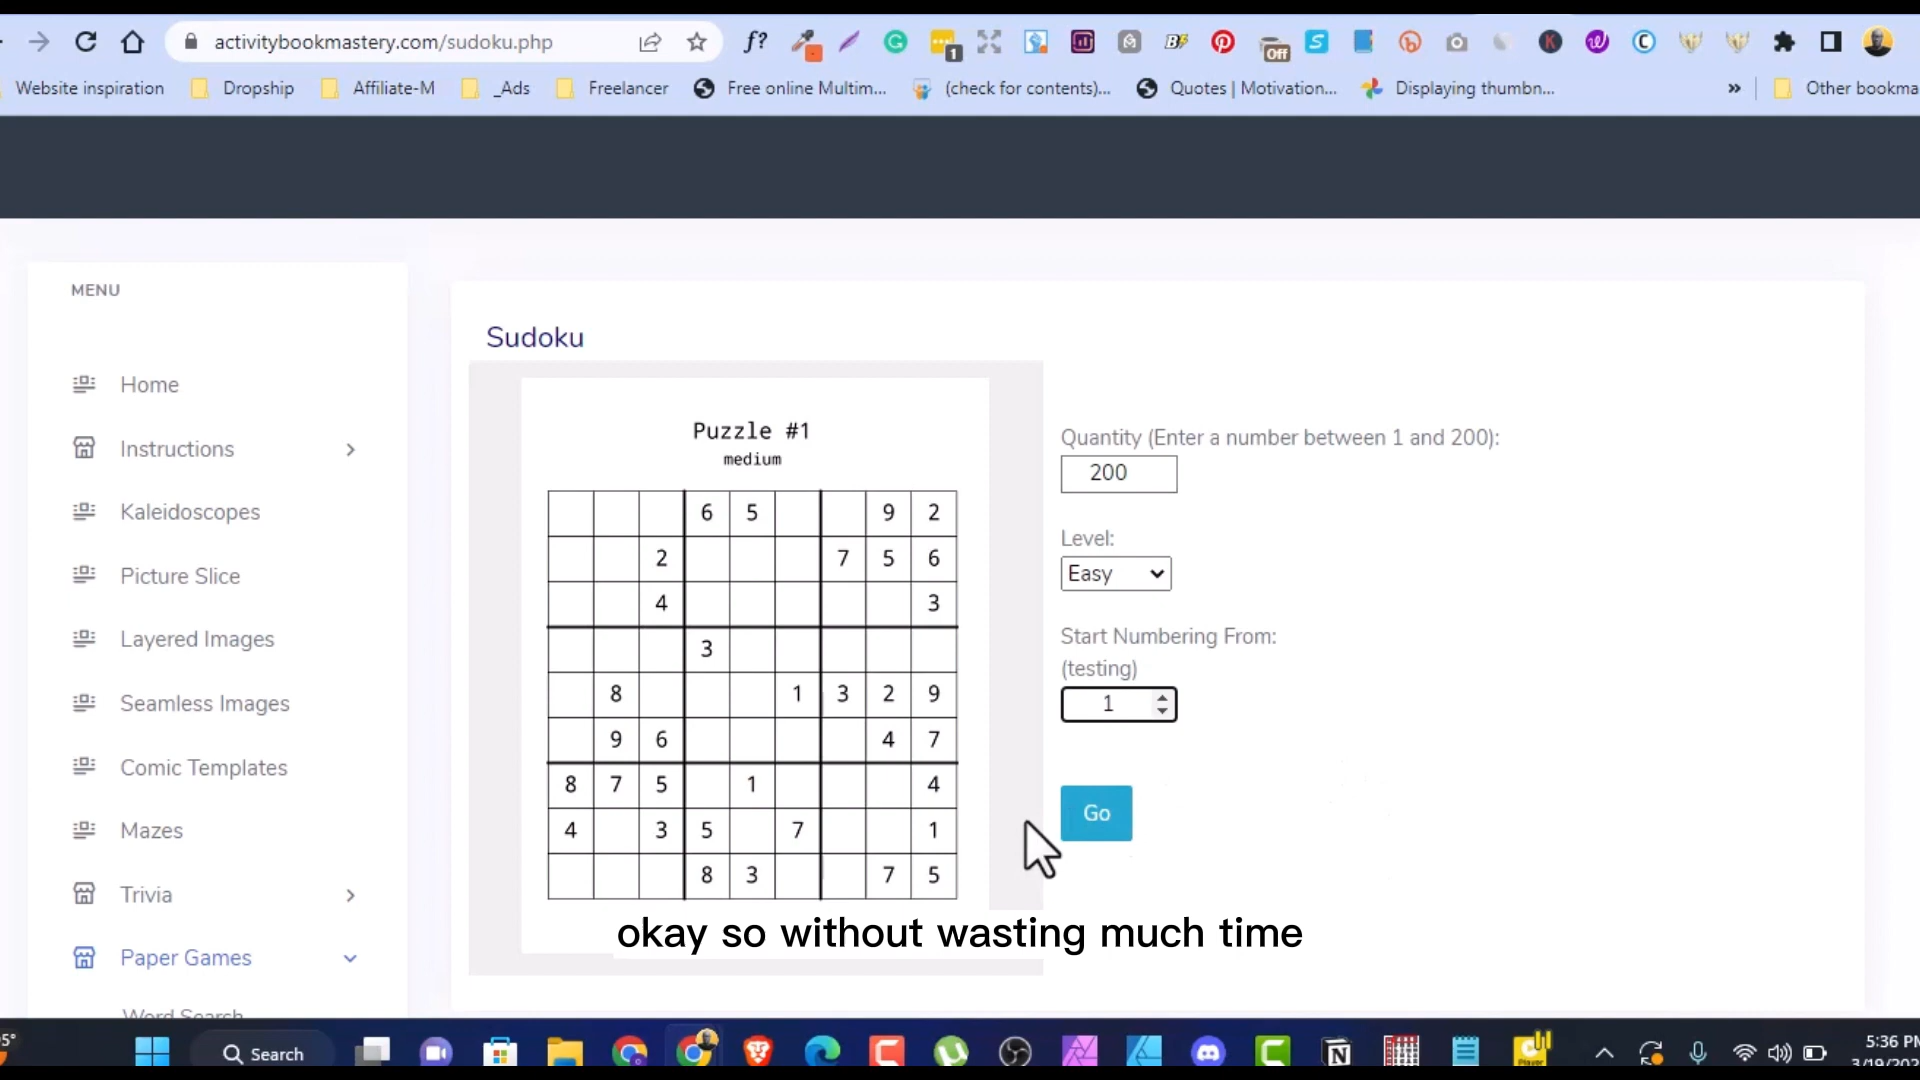 activitybookmastery.com/sudoku.php
f?
1
Off
Website inspiration Dropship Affiliate-M _Ads Freelancer Free online Multim... (check for contents)... Quotes | Motivation... Displaying thumbn... » Other bookma
MENU
Home
Instructions
Kaleidoscopes
Picture Slice
Layered Images
Seamless Images
Comic Templates
Mazes
Trivia
Paper Games
Word Search
Sudoku
Puzzle #1
medium
6 5 9 2
2 7 5 6
4 3
3
8 1 3 2 9
9 6 4 7
8 7 5 1 4
4 3 5 7 1
8 3 7 5
Quantity (Enter a number between 1 and 200):
200
Level:
Easy
Start Numbering From:
(testing)
1
Go
okay so without wasting much time
5°
Search
5:36 PM